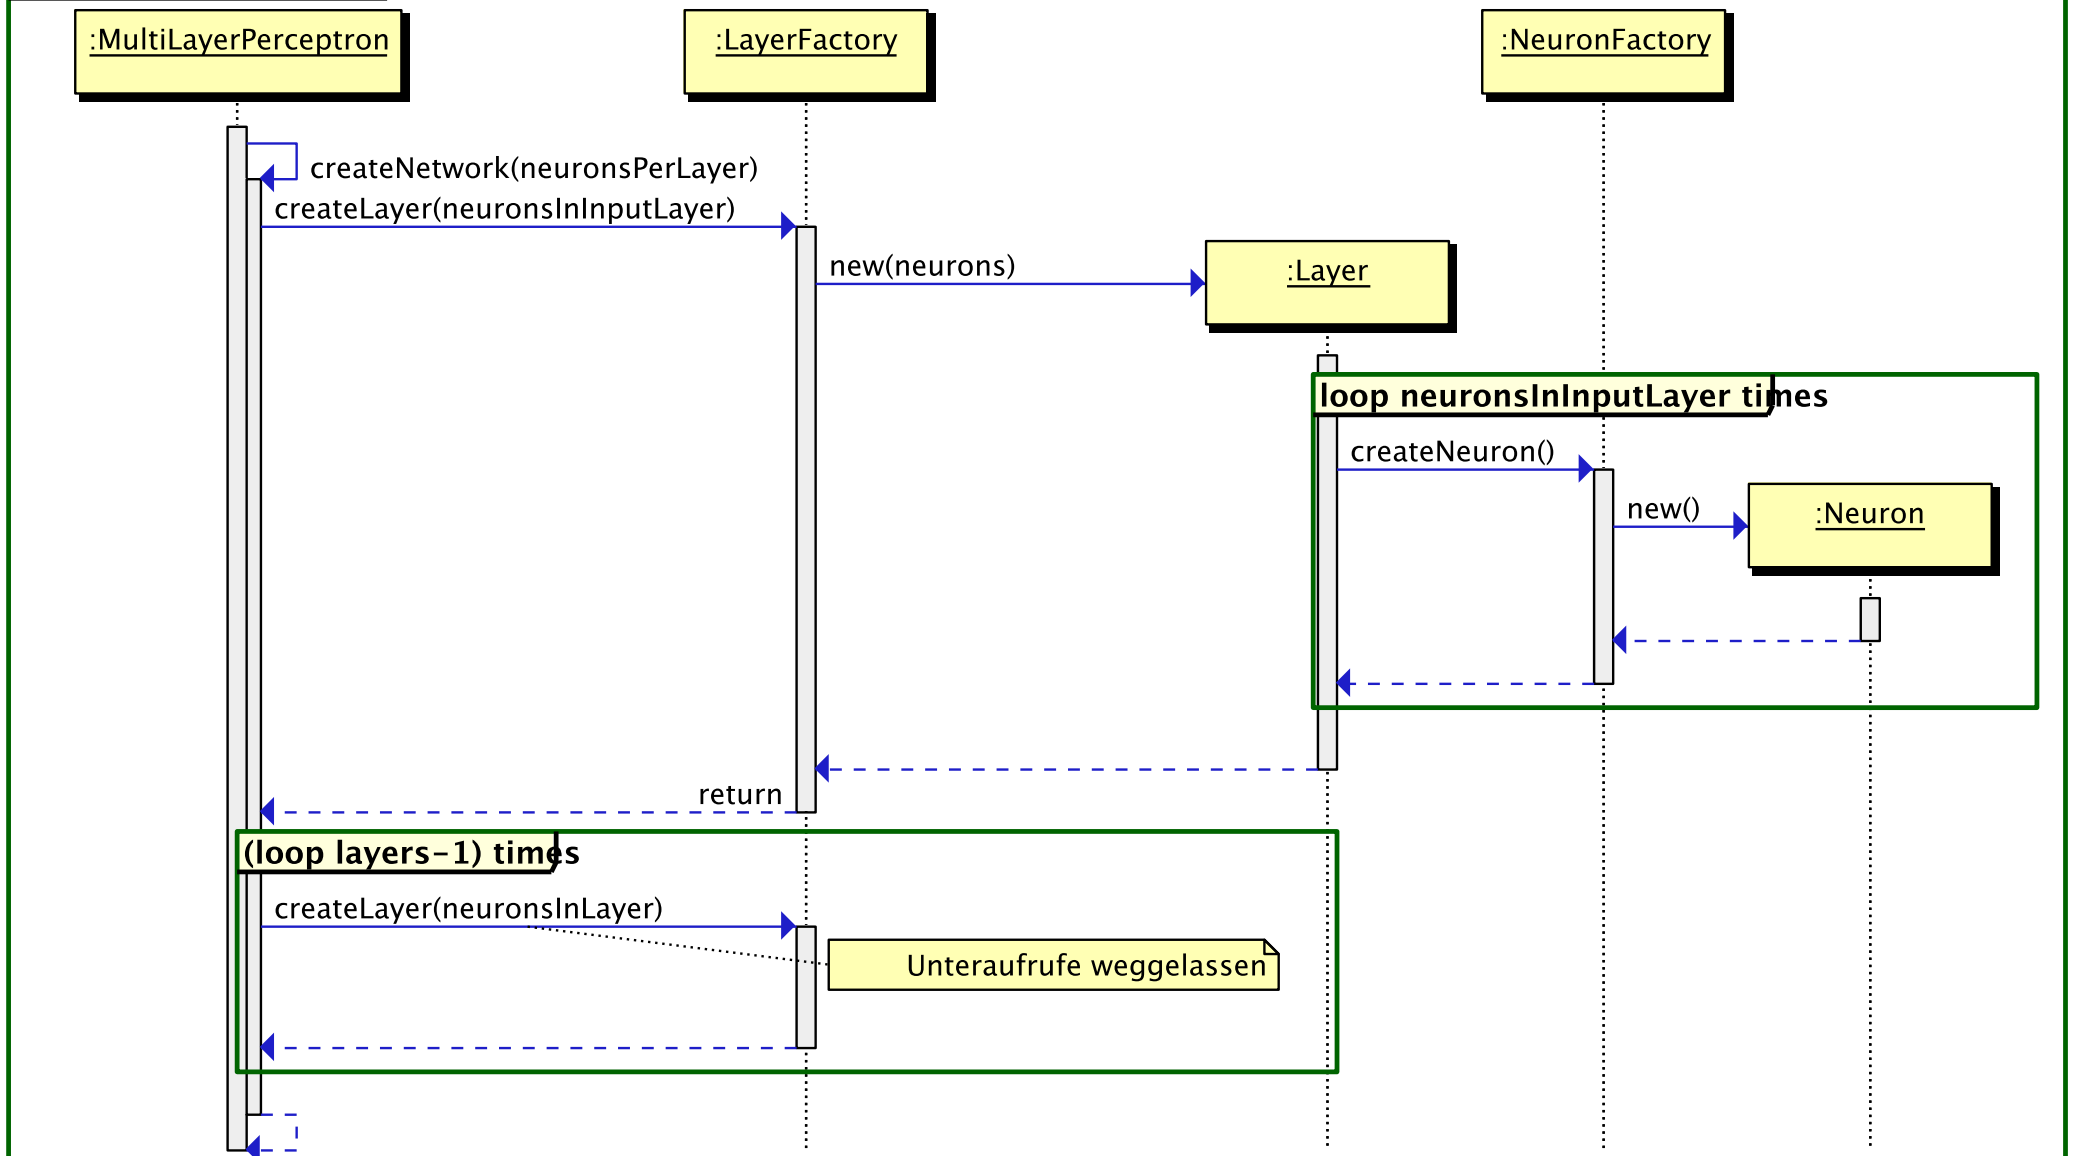 :MultiLayerPerceptron
:LayerFactory
:NeuronFactory
createNetwork(neuronsPerLayer)
createLayer(neuronsInInputLayer)
new(neurons)
:Layer
loop neuronsInInputLayer times
createNeuron()
new()
:Neuron
return
(loop layers-1) times
createLayer(neuronsInLayer)
Unteraufrufe weggelassen